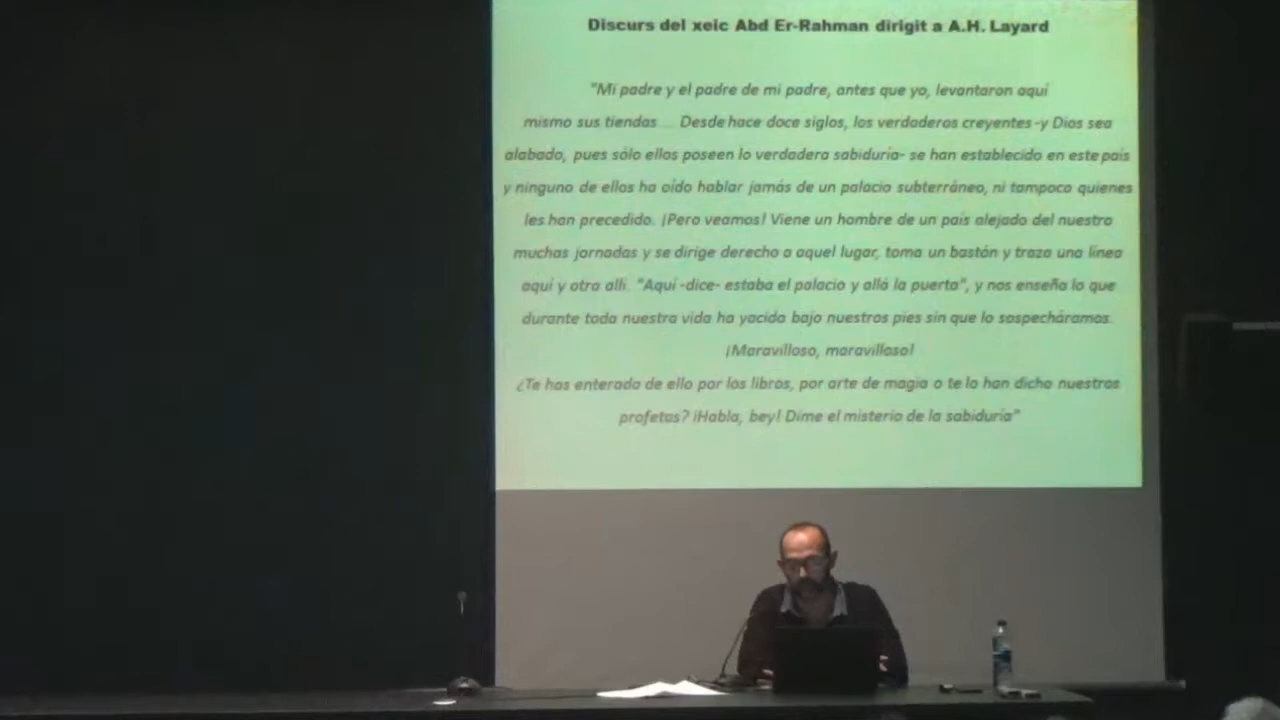 Discurs del xeic Abd Er-Rahman dirigit a A.H. Layard
"Mi padre y el padre de mi padre, antes que yo, levantaron aquí
mismo sus tiendas... Desde hace doce siglos, los verdaderos creyentes -y Dios sea
alabado, pues sólo ellos poseen la verdadera sabiduría- se han establecido en este país
y ninguno de ellos ha oído hablar jamás de un palacio subterráneo, ni tampoco quienes
les han precedido. ¡Pero veamos! Viene un hombre de un país alejado del nuestro
muchas jornadas y se dirige derecho a aquel lugar, toma un bastón y traza una línea
aquí y otra allí. "Aquí -dice- estaba el palacio y allá la puerta", y nos enseña lo que
durante toda nuestra vida ha yacido bajo nuestros pies sin que lo sospecháramos.
¡Maravilloso, maravilloso!
¿Te has enterado de ello por los libros, por arte de magia o te lo han dicho nuestros
profetas? ¡Habla, bey! Dime el misterio de la sabiduría"